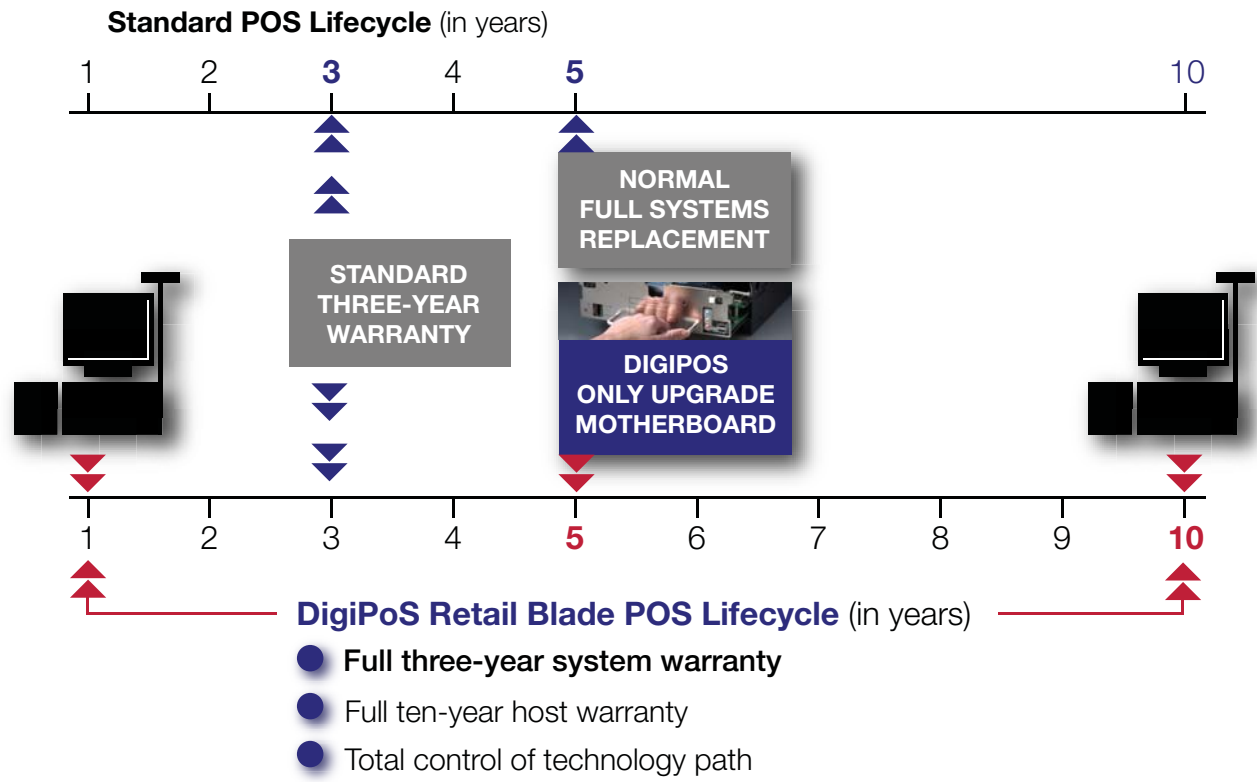 Standard POS Lifecycle (in years)
1 2 3 4 5 10
NORMAL
FULL SYSTEMS
REPLACEMENT
STANDARD
THREE-YEAR
WARRANTY
DIGIPOS
ONLY UPGRADE
MOTHERBOARD
1 2 3 4 5 6 7 8 9 10
DigiPoS Retail Blade POS Lifecycle (in years)
Full three-year system warranty
Full ten-year host warranty
Total control of technology path